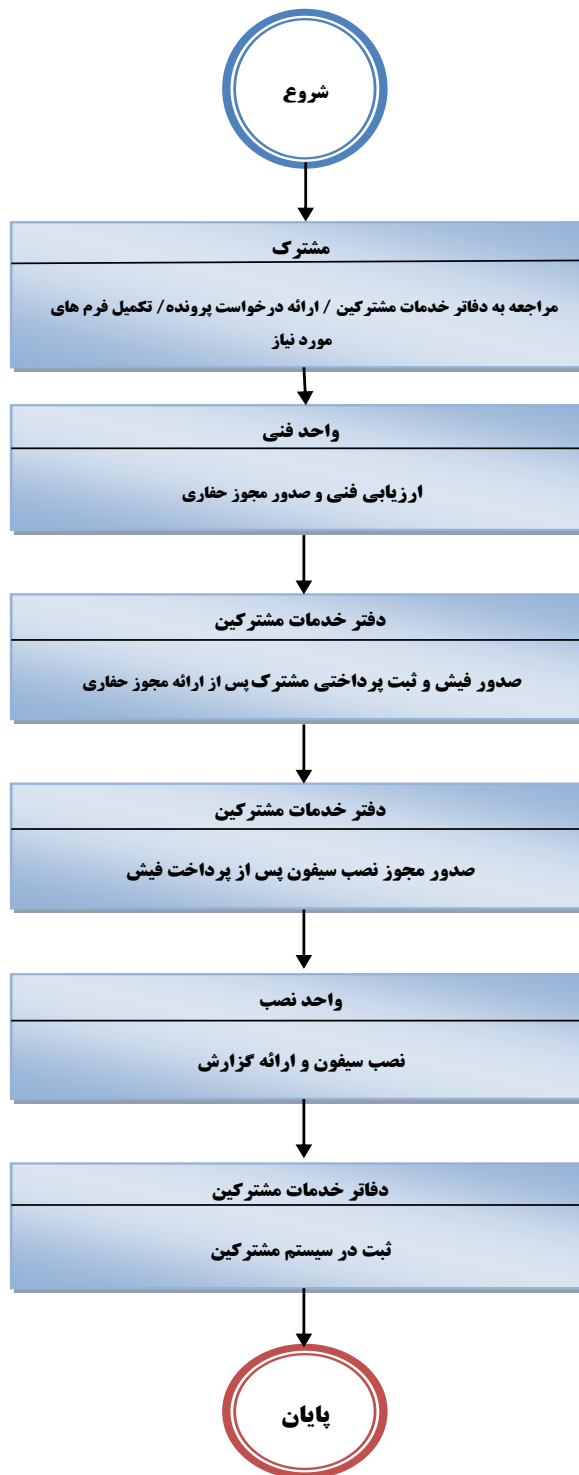 شروع
مشترک
مراجعه به دفاتر خدمات مشترکین / ارائه درخواست پرونده/ تکمیل فرم های
مورد نیاز
واحد فنی
ارزیابی فنی و صدور مجوز حفاری
دفتر خدمات مشترکین
صدور فیش و ثبت پرداختی مشترک پس از ارائه مجوز حفاری
دفتر خدمات مشترکین
صدور مجوز نصب سیفون پس از پرداخت فیش
واحد نصب
نصب سیفون و ارائه گزارش
دفاتر خدمات مشترکین
ثبت در سیستم مشترکین
پایان